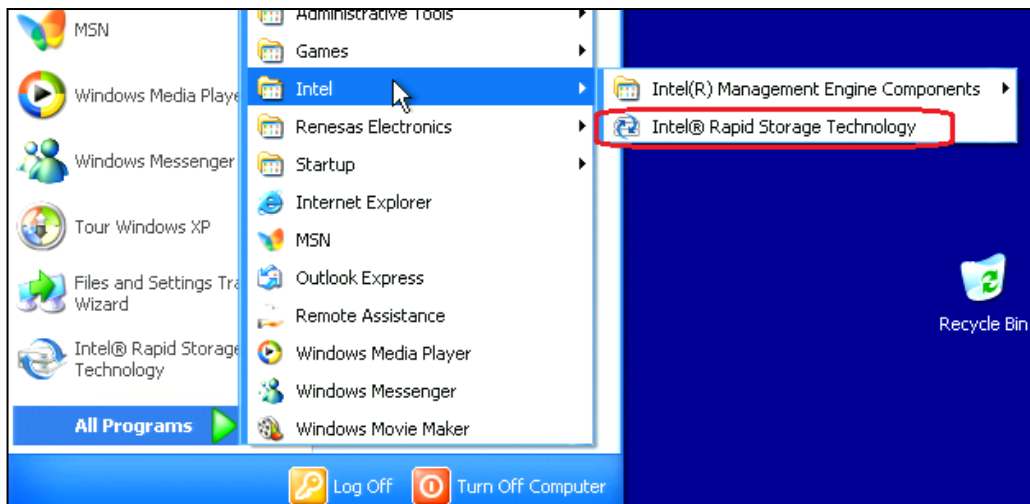 MSN
Windows Media Playe
Windows Messenger
Tour Windows XP
Files and Settings Tra
Wizard
Intel® Rapid Storage
Technology
All Programs
Administrative Tools
Games
Intel
Renesas Electronics
Startup
Internet Explorer
MSN
Outlook Express
Remote Assistance
Windows Media Player
Windows Messenger
Windows Movie Maker
Intel(R) Management Engine Components
Intel® Rapid Storage Technology
Recycle Bin
Log Off
Turn Off Computer